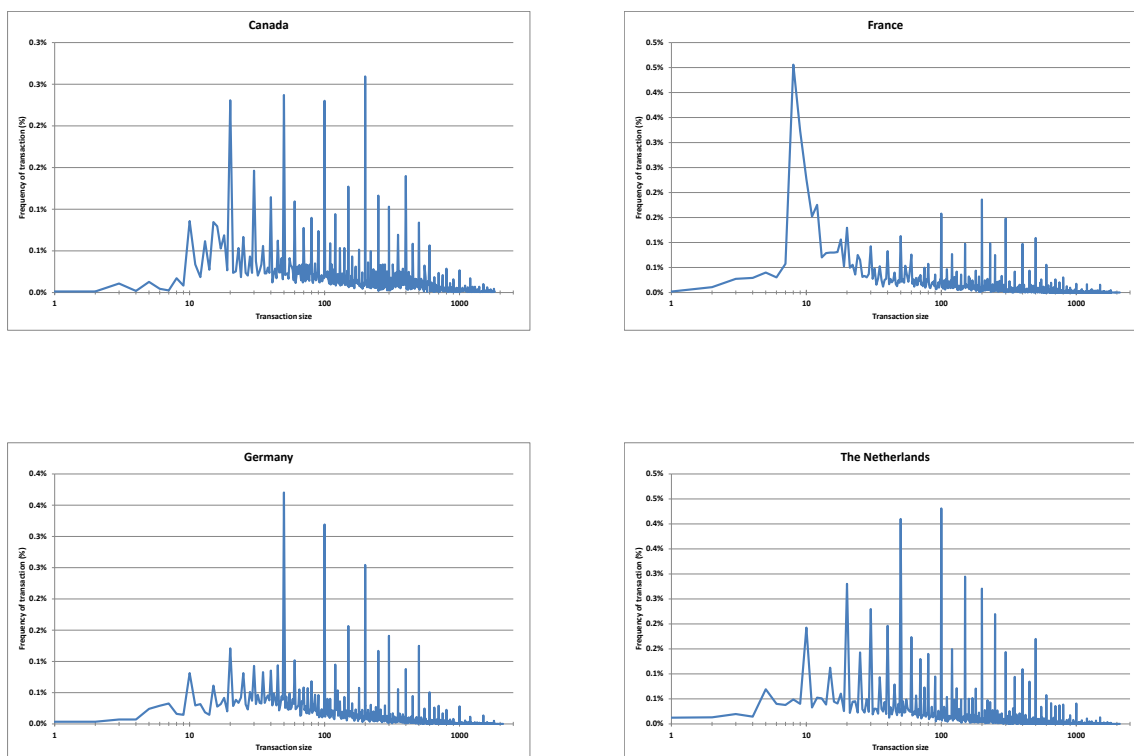 Canada
0.3%
0.3%
0.2%
0.2%
0.1%
0.1%
0.0%
Frequency of transaction (%)
1 10 100 1000
Transaction size
France
0.5%
0.5%
0.4%
0.4%
0.3%
0.3%
0.2%
0.2%
0.1%
0.1%
0.0%
Frequency of transaction (%)
1 10 100 1000
Transaction size
Germany
0.4%
0.4%
0.3%
0.3%
0.2%
0.2%
0.1%
0.1%
0.0%
Frequency of transaction (%)
1 10 100 1000
Transaction size
The Netherlands
0.5%
0.5%
0.4%
0.4%
0.3%
0.3%
0.2%
0.2%
0.1%
0.1%
0.0%
Frequency of transaction (%)
1 10 100 1000
Transaction size